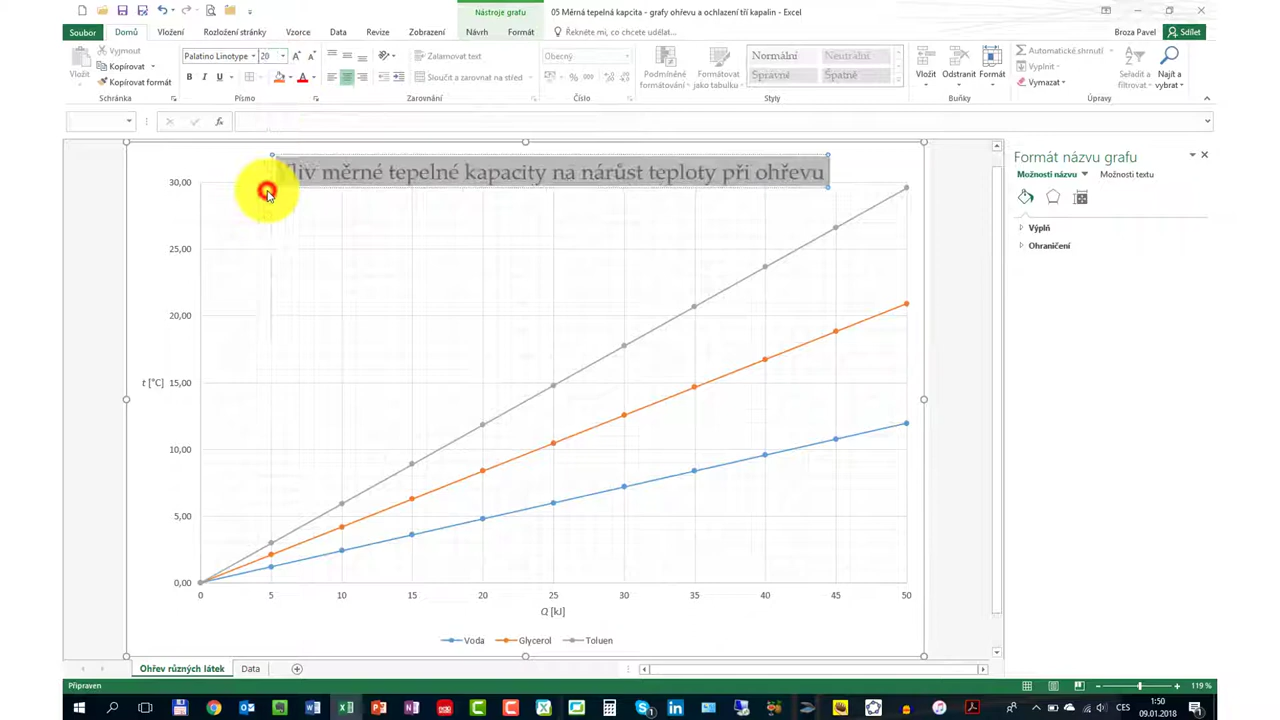 Nástroje grafu
05 Měrná tepelná kapcita - grafy ohřevu a ochlazení tří kapalin - Excel
Soubor Domů Vložení Rozložení stránky Vzorce Data Revize Zobrazení Návrh Formát Řekněte mi, co chcete udělat... Broza Pavel Sdílet
Vložit
Vyjmout
Kopírovat
Kopírovat formát
Schránka
Palatino Linotype 20
B I U
Písmo
Zalamovat text
Sloučit a zarovnat na střed
Zarovnání
Obecný
% 000
Číslo
Podmíněné formátování
Formátovat jako tabulku
Normální Neutrální
Správně Špatně
Styly
Vložit Odstranit Formát
Buňky
Automatické shrnutí
Vyplnit
Vymazat
Seřadit a filtrovat
Najít a vybrat
Úpravy
fx
liv měrné tepelné kapacity na nárůst teploty při ohřevu
30,00
25,00
20,00
15,00
10,00
5,00
0,00
t [°C]
0 5 10 15 20 25 30 35 40 45 50
Q [kJ]
Voda Glycerol Toluen
Formát názvu grafu
Možnosti názvu Možnosti textu
Výplň
Ohraničení
Ohřev různých látek Data
Připraven
119 %
CES
1:50
09.01.2018